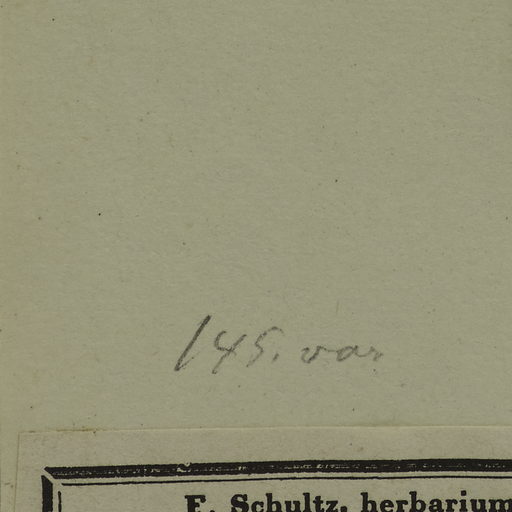 145. var
F. Schultz, herbarium